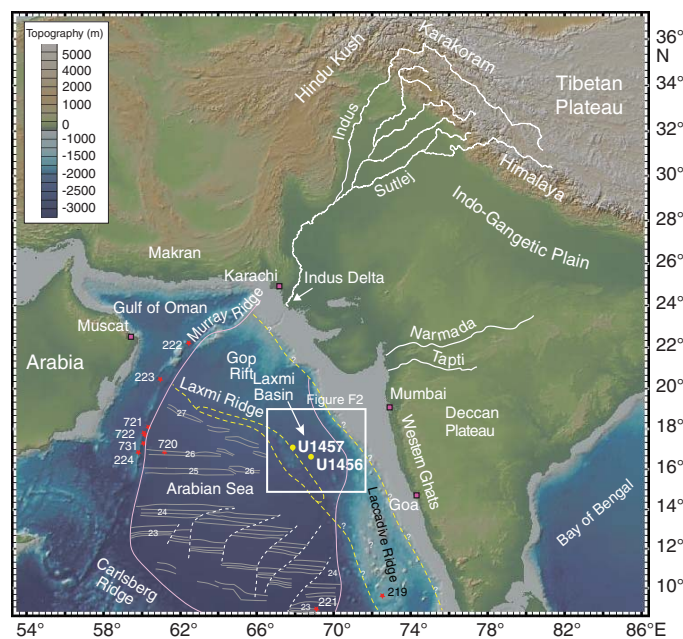 Topography (m)
5000
4000
3000
2000
1000
0
-1000
-1500
-2000
-2500
-3000
36°
N
34°
32°
30°
28°
26°
24°
22°
20°
18°
16°
14°
12°
10°
Hindu Kush
Karakoram
Tibetan
Plateau
Indus
Himalaya
Sutlej
Indo-Gangetic Plain
Makran
Karachi
Indus Delta
Gulf of Oman
Murray Ridge
Muscat
222
Narmada
Arabia
Gop
Rift
Tapti
223
Laxmi
Basin
Laxmi Ridge
Figure F2
Mumbai
27
Deccan
Plateau
721
722
731
720
224
U1457
U1456
Western Ghats
26
26
25
26
Arabian Sea
Goa
Laccadive Ridge
Bay of Bengal
24
23
24
23
Carlsberg
Ridge
221
219
?
?
?
?
?
?
?
54°
58°
62°
66°
70°
74°
78°
82°
86°E